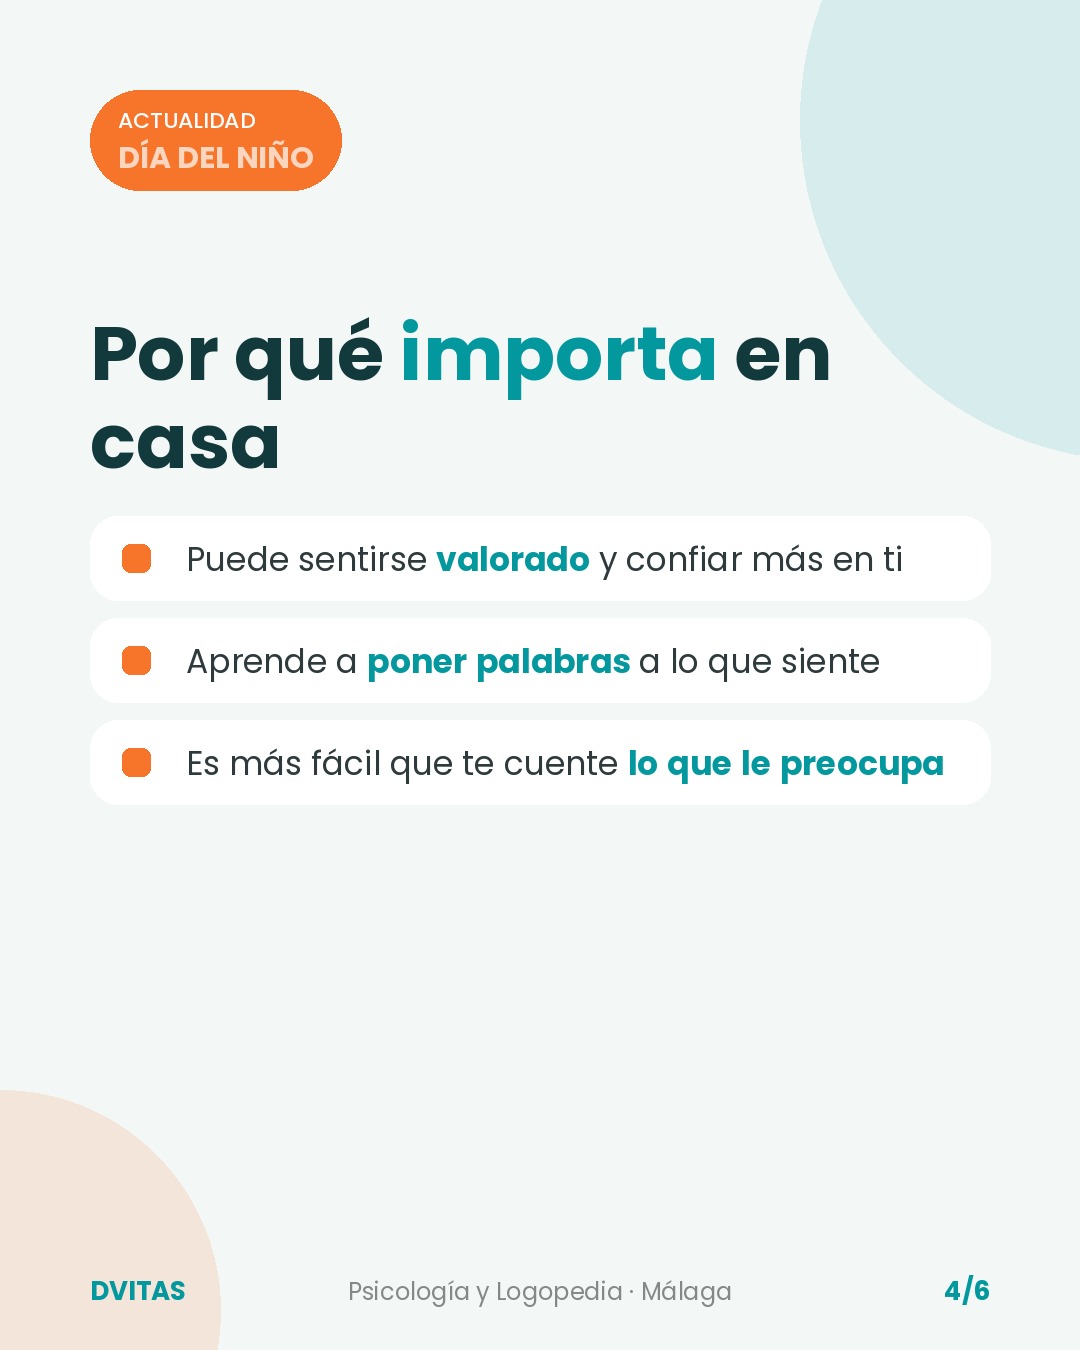 ACTUALIDAD
DÍA DEL NIÑO
Por qué importa en
casa
Puede sentirse valorado y confiar más en ti
Aprende a poner palabras a lo que siente
Es más fácil que te cuente lo que le preocupa
DVITAS
Psicología y Logopedia · Málaga
4/6